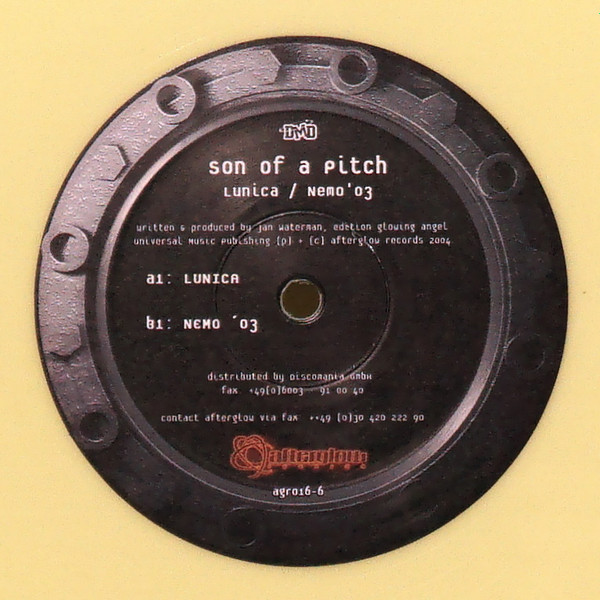 DMD
son of a pitch
Lunica / Nemo'03
written & produced by jan waterman, edition glowing angel
universal music publishing (p) + (c) afterglow records 2004
a1: LUNICA
b1: NEMO ´03
distributed by Discomania GmbH
fax +49(0)6003 - 91 00 40
contact afterglow via fax ++49 (0)30 420 222 90
afterglow
records
agr016-6